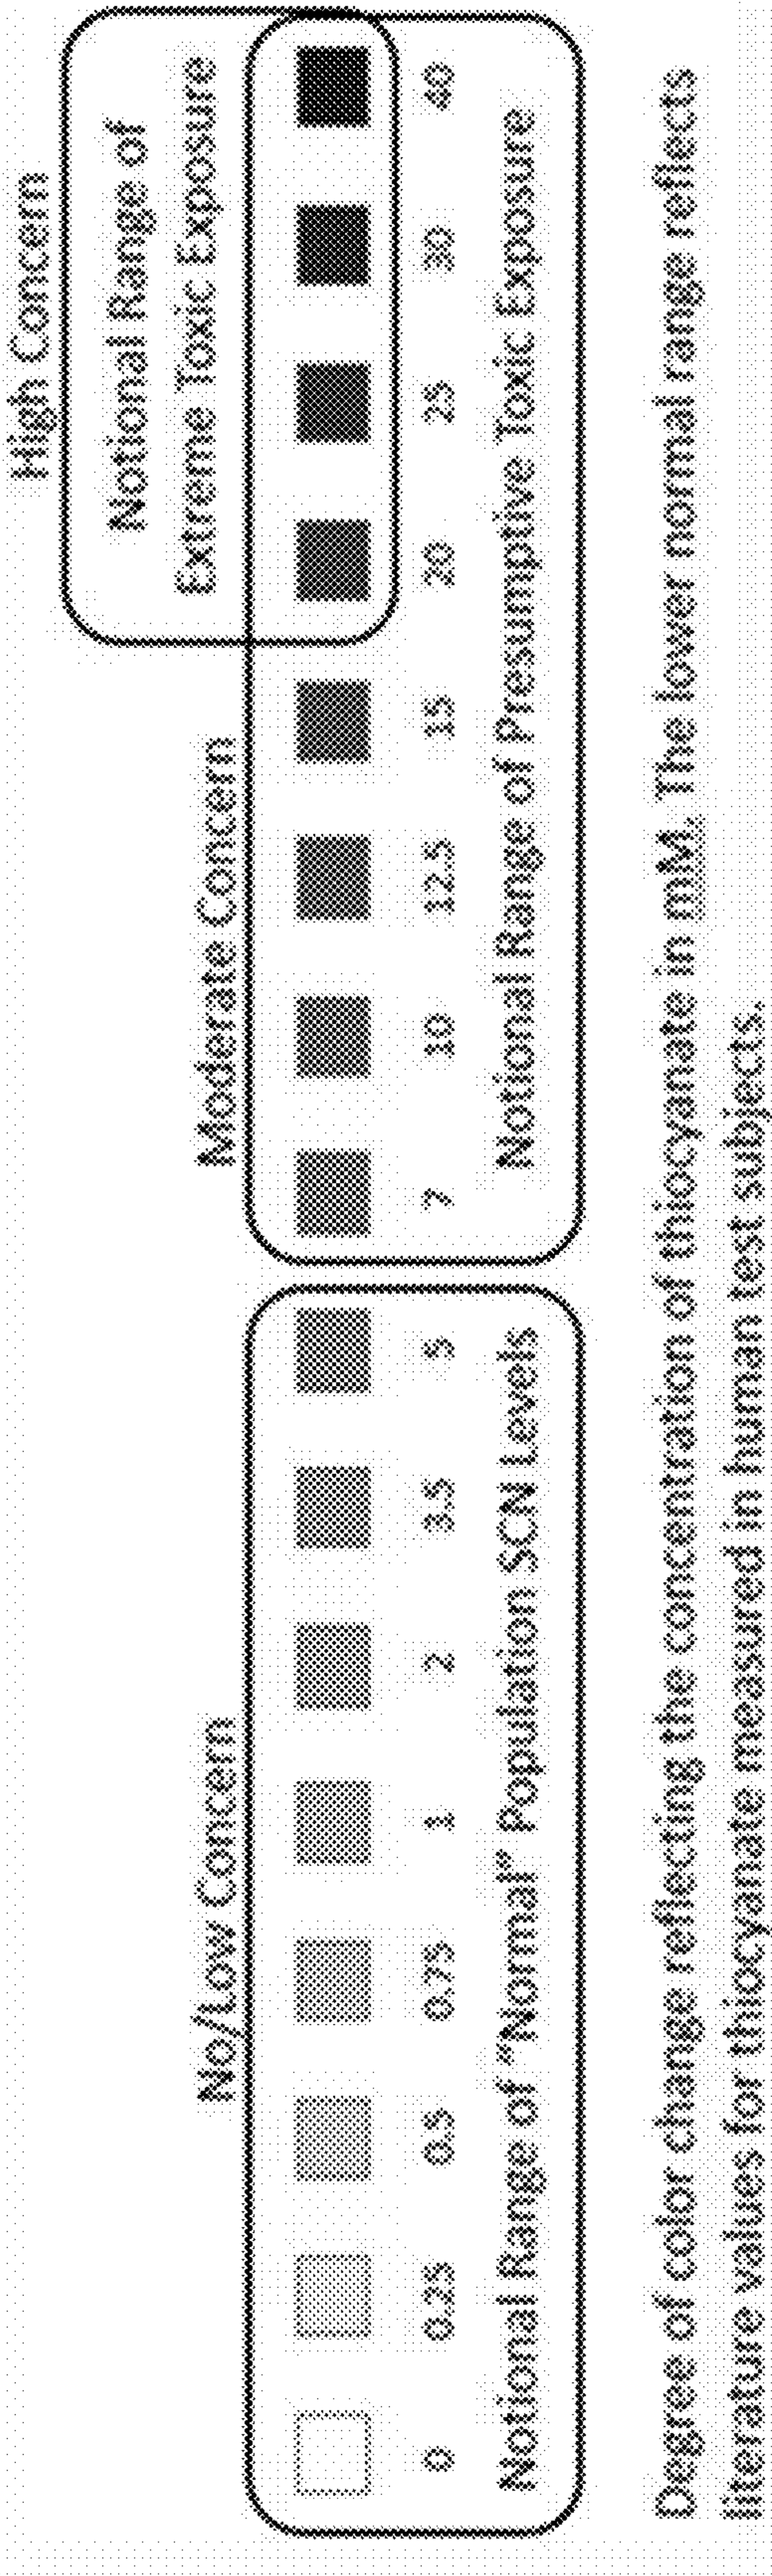 High Concern
Notional Range of
Extreme Toxic Exposure
No/Low Concern
Moderate Concern
0 0.25 0.5 0.75 1 2 3.5 5 7 10 12.5 15 20 25 30 40
Notional Range of “Normal” Population SCN Levels
Notional Range of Presumptive Toxic Exposure
Degree of color change reflecting the concentration of thiocyanate in mM. The lower normal range reflects
literature values for thiocyanate measured in human test subjects.